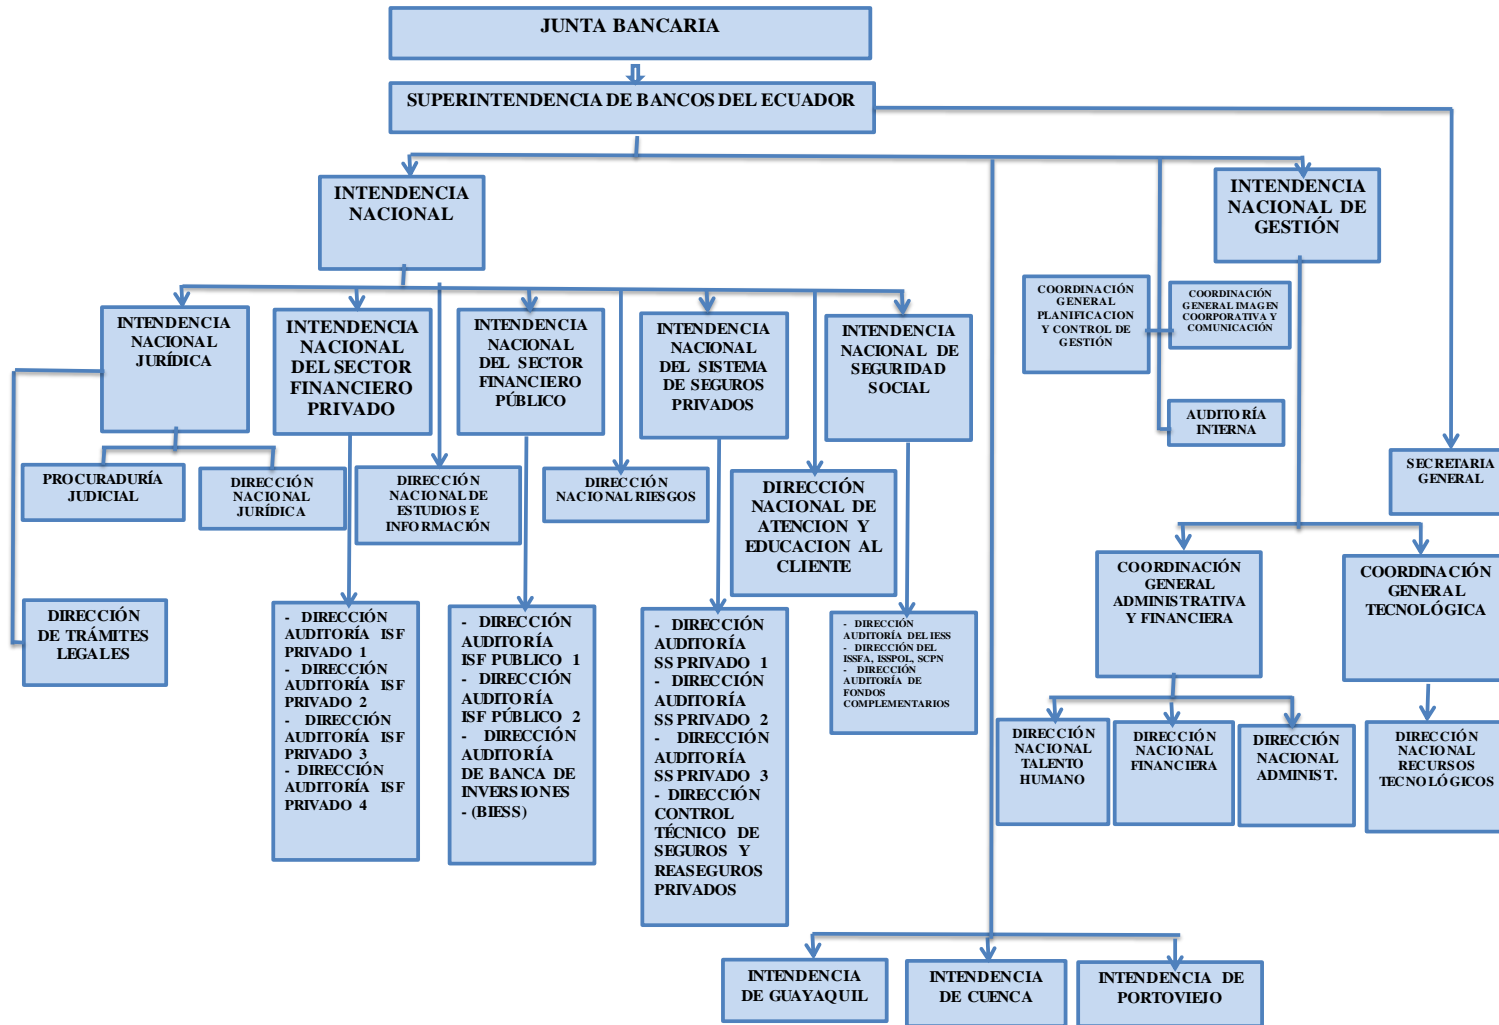 JUNTA BANCARIA
SUPERINTENDENCIA DE BANCOS DEL ECUADOR
INTENDENCIA
NACIONAL
INTENDENCIA
NACIONAL DE
GESTIÓN
COORDINACIÓN
GENERAL
PLANIFICACION
Y CONTROL DE
GESTIÓN
COORDINACIÓN
GENERAL IMAGEN
COORPORATIVA Y
COMUNICACIÓN
INTENDENCIA
NACIONAL
JURÍDICA
INTENDENCIA
NACIONAL
DEL SECTOR
FINANCIERO
PRIVADO
INTENDENCIA
NACIONAL
DEL SECTOR
FINANCIERO
PÚBLICO
INTENDENCIA
NACIONAL
DEL SISTEMA
DE SEGUROS
PRIVADOS
INTENDENCIA
NACIONAL DE
SEGURIDAD
SOCIAL
AUDITORÍA
INTERNA
SECRETARIA
GENERAL
PROCURADURÍA
JUDICIAL
DIRECCIÓN
NACIONAL
JURÍDICA
DIRECCIÓN
NACIONAL DE
ESTUDIOS E
INFORMACIÓN
DIRECCIÓN
NACIONAL RIESGOS
DIRECCIÓN
NACIONAL DE
ATENCION Y
EDUCACION AL
CLIENTE
COORDINACIÓN
GENERAL
ADMINISTRATIVA
Y FINANCIERA
COORDINACIÓN
GENERAL
TECNOLÓGICA
DIRECCIÓN
DE TRÁMITES
LEGALES
- DIRECCIÓN
AUDITORÍA ISF
PRIVADO 1
- DIRECCIÓN
AUDITORÍA ISF
PRIVADO 2
- DIRECCIÓN
AUDITORÍA ISF
PRIVADO 3
- DIRECCIÓN
AUDITORÍA ISF
PRIVADO 4
- DIRECCIÓN
AUDITORÍA
ISF PUBLICO 1
- DIRECCIÓN
AUDITORÍA
ISF PÚBLICO 2
- DIRECCIÓN
AUDITORÍA
DE BANCA DE
INVERSIONES
- (BIESS)
- DIRECCIÓN
AUDITORÍA
SS PRIVADO 1
- DIRECCIÓN
AUDITORÍA
SS PRIVADO 2
- DIRECCIÓN
AUDITORÍA
SS PRIVADO 3
- DIRECCIÓN
CONTROL
TÉCNICO DE
SEGUROS Y
REASEGUROS
PRIVADOS
- DIRECCIÓN
AUDITORÍA DEL IESS
- DIRECCIÓN DEL
ISSFA, ISSPOL, SCPN
- DIRECCIÓN
AUDITORÍA DE
FONDOS
COMPLEMENTARIOS
DIRECCIÓN
NACIONAL
TALENTO
HUMANO
DIRECCIÓN
NACIONAL
FINANCIERA
DIRECCIÓN
NACIONAL
ADMINIST.
DIRECCIÓN
NACIONAL
RECURSOS
TECNOLÓGICOS
INTENDENCIA
DE GUAYAQUIL
INTENDENCIA
DE CUENCA
INTENDENCIA DE
PORTOVIEJO